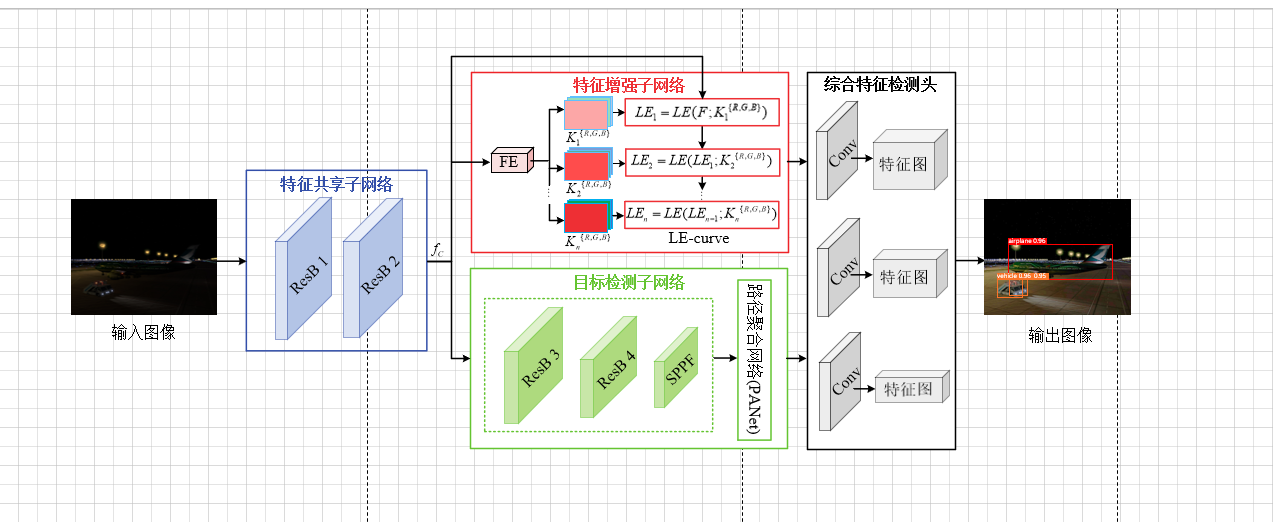 输入图像
特征共享子网络
ResB 1
ResB 2
f_C
特征增强子网络
FE
K_1^{R,G,B}
K_2^{R,G,B}
⋮
K_n^{R,G,B}
LE_1 = LE(F; K_1^{R,G,B})
LE_2 = LE(LE_1; K_2^{R,G,B})
LE_n = LE(LE_{n-1}; K_n^{R,G,B})
LE-curve
目标检测子网络
ResB 3
ResB 4
SPPF
路径聚合网络(PANet)
综合特征检测头
Conv
特征图
Conv
特征图
Conv
特征图
airplane 0.96
vehicle 0.96 0.95
输出图像